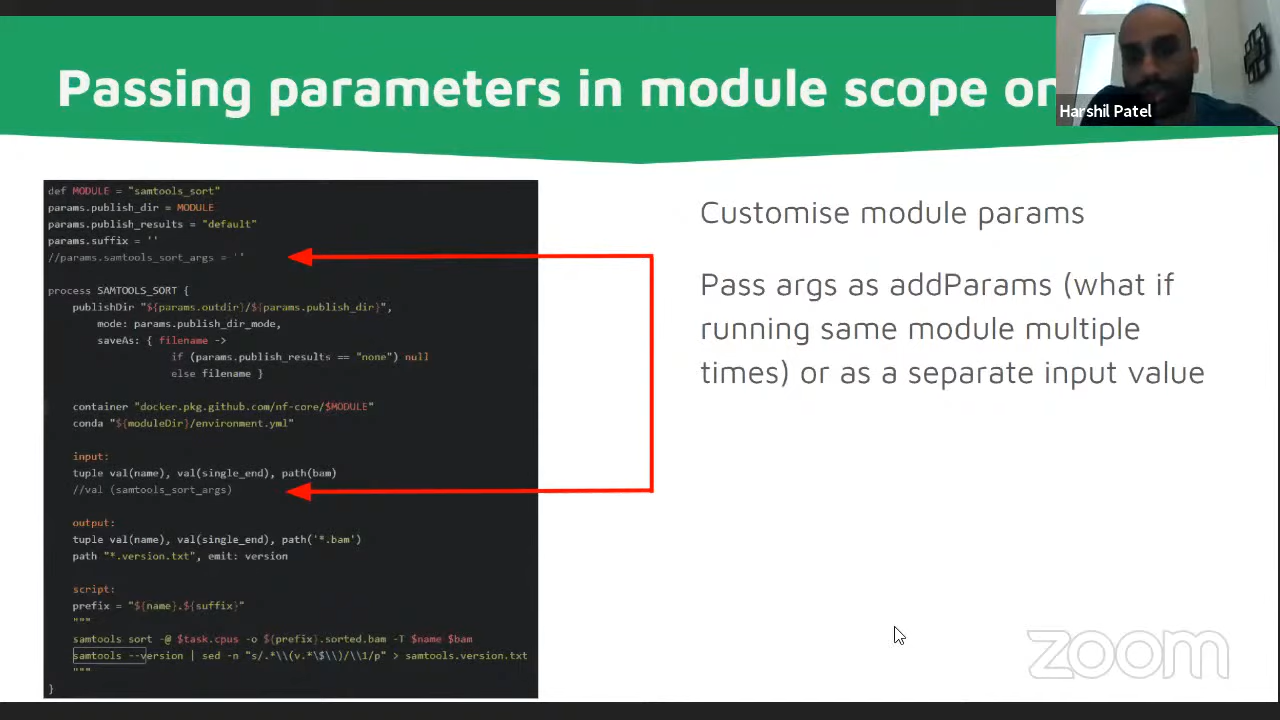 Passing parameters in module scope on
Harshil Patel
def MODULE = "samtools_sort"
params.publish_dir = MODULE
params.publish_results = "default"
params.suffix = ''
//params.samtools_sort_args = ''
process SAMTOOLS_SORT {
publishDir "${params.outdir}/${params.publish_dir}",
mode: params.publish_dir_mode,
saveAs: { filename ->
if (params.publish_results == "none") null
else filename }
container "docker.pkg.github.com/nf-core/$MODULE"
conda "${moduleDir}/environment.yml"
input:
tuple val(name), val(single_end), path(bam)
//val (samtools_sort_args)
output:
tuple val(name), val(single_end), path('*.bam')
path "*.version.txt", emit: version
script:
prefix = "${name}.${suffix}"
"""
samtools sort -@ $task.cpus -o ${prefix}.sorted.bam -T $name $bam
samtools --version | sed -n "s/.*\\(v.*\$\\)/\\1/p" > samtools.version.txt
"""
}
Customise module params
Pass args as addParams (what if
running same module multiple
times) or as a separate input value
zoom